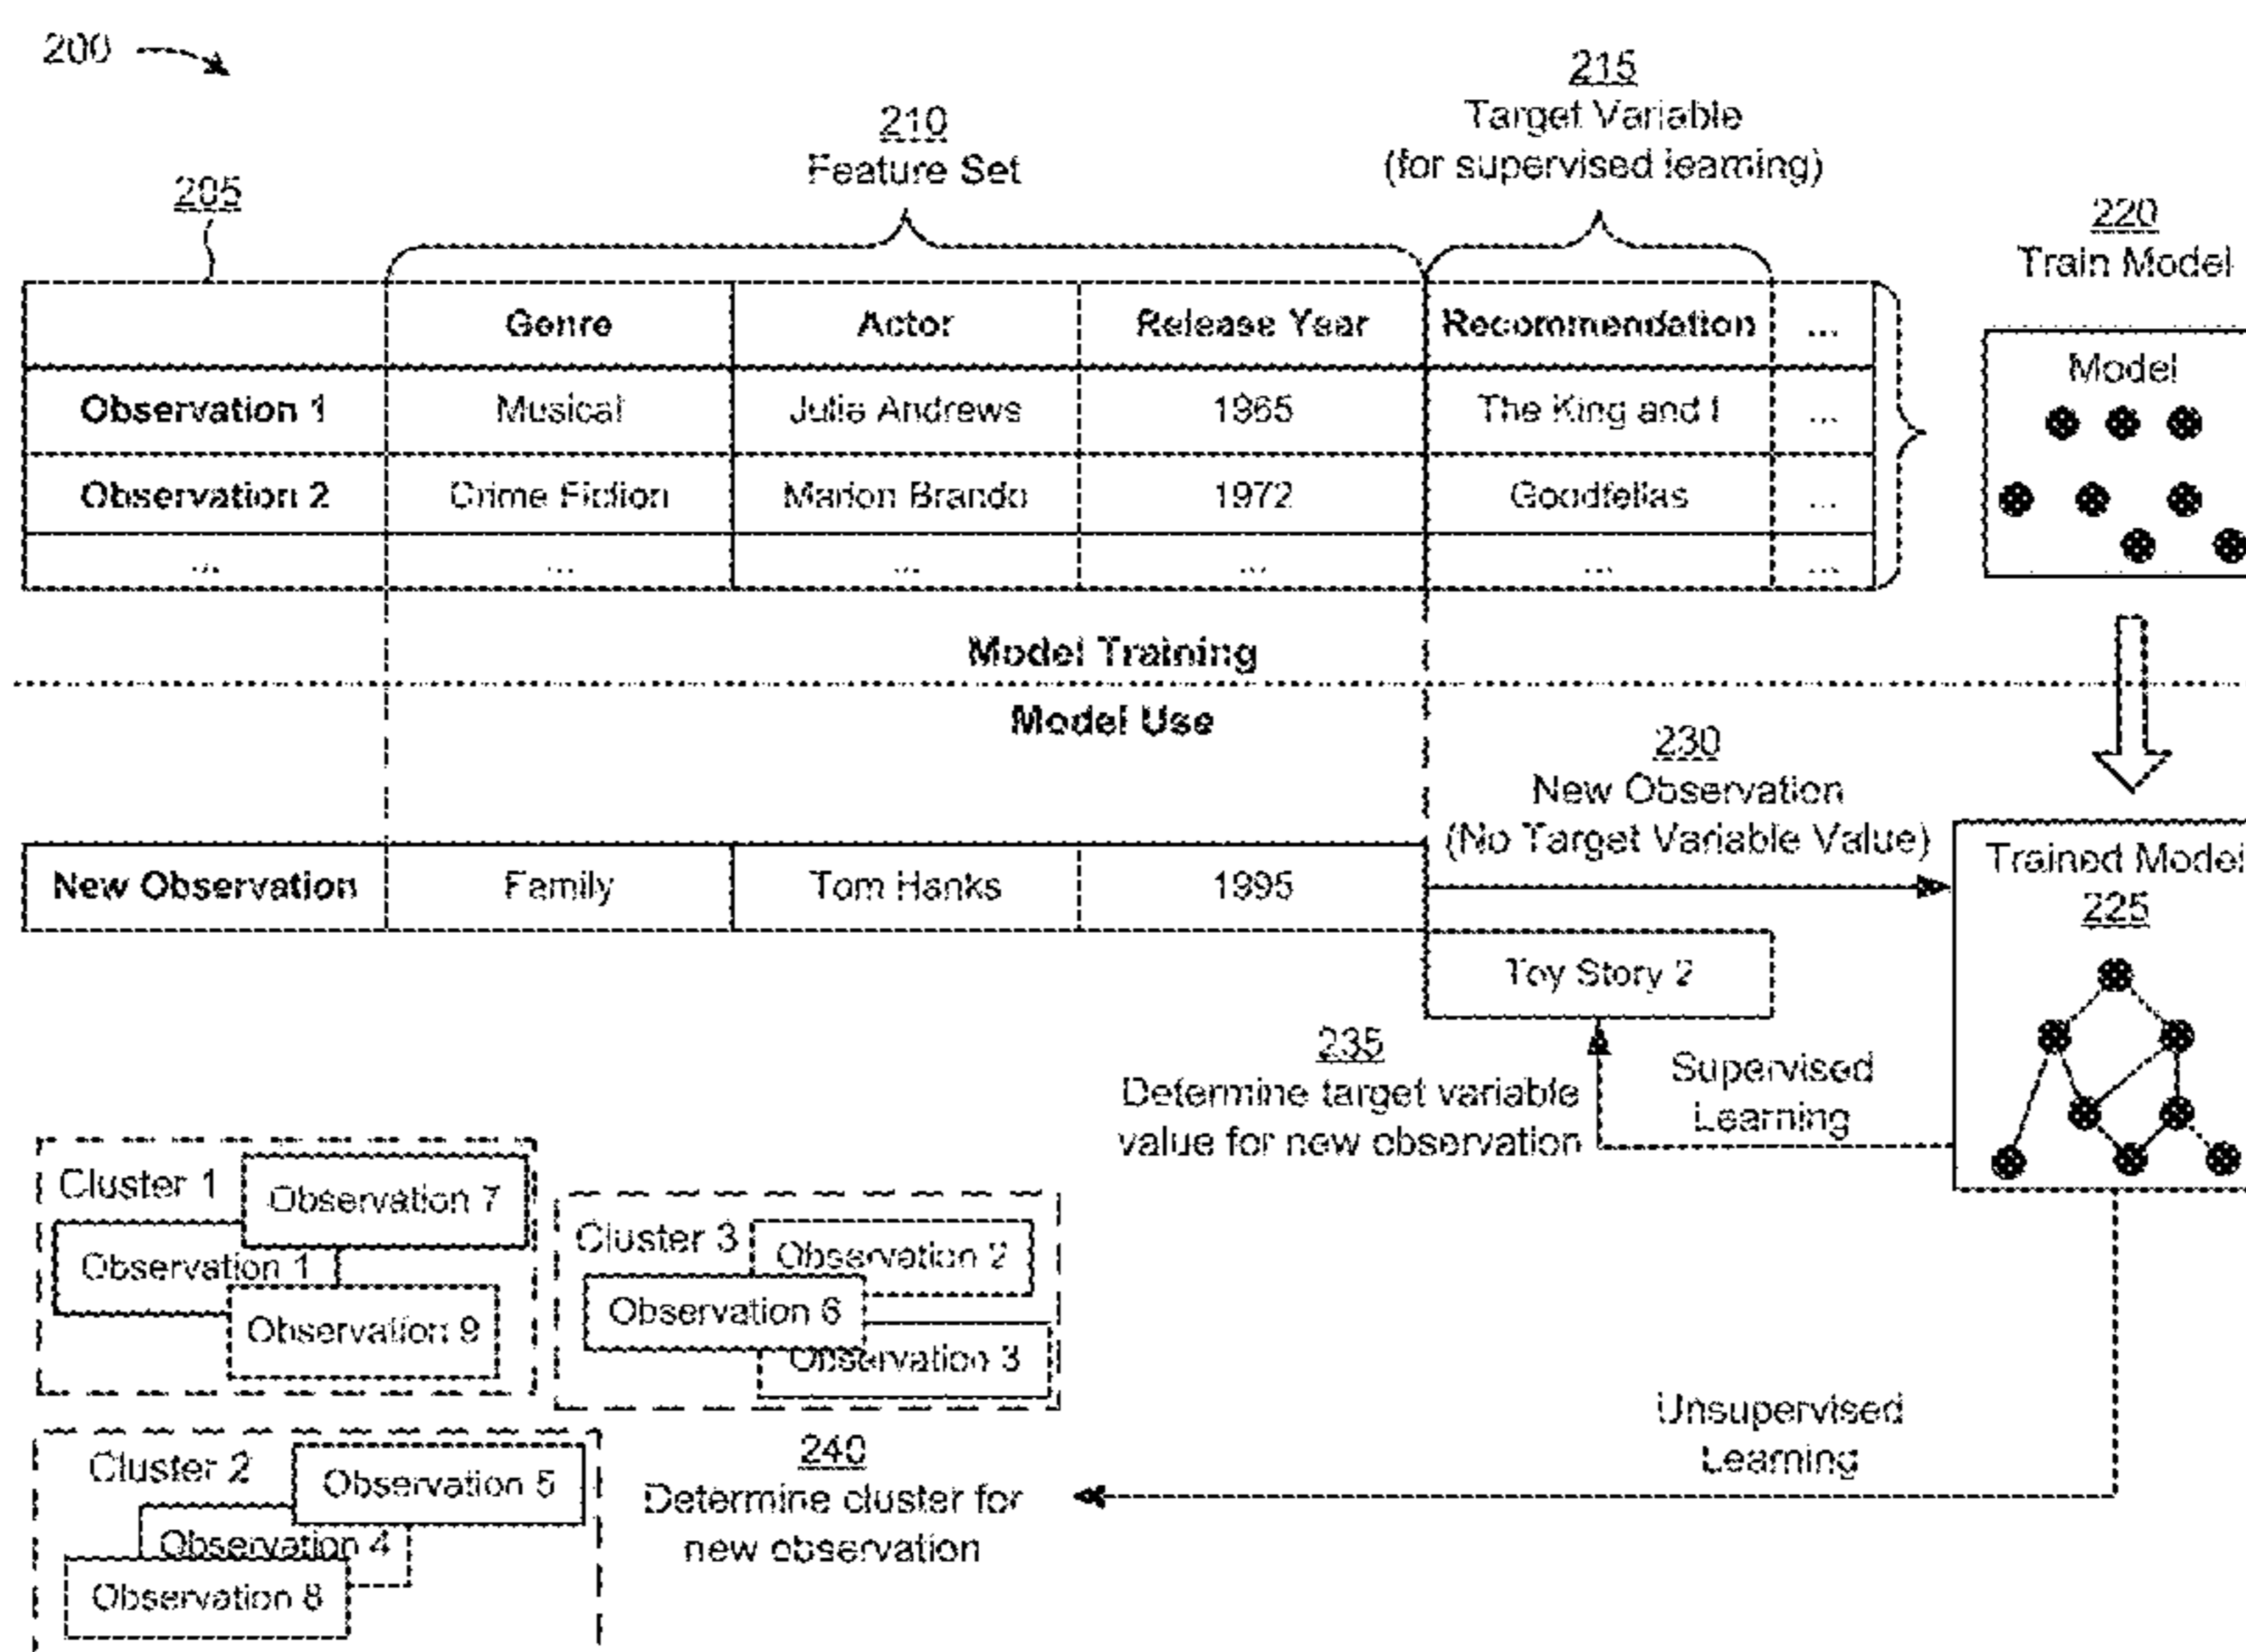 200
215
Target Variable
(for supervised learning)
210
Feature Set
205
220
Train Model
Genre Actor Release Year Recommendation ...
Observation 1 Musical Julie Andrews 1965 The King and I ...
Observation 2 Crime Fiction Marlon Brando 1972 Goodfellas ...
... ... ... ... ... ...
Model
Model Training
Model Use
230
New Observation
(No Target Variable Value)
New Observation Family Tom Hanks 1995
Trained Model
225
Toy Story 2
235
Determine target variable
value for new observation
Supervised
Learning
Cluster 1
Observation 7
Observation 1
Observation 9
Cluster 3
Observation 2
Observation 6
Observation 3
Cluster 2
Observation 5
Observation 4
Observation 8
240
Determine cluster for
new observation
Unsupervised
Learning